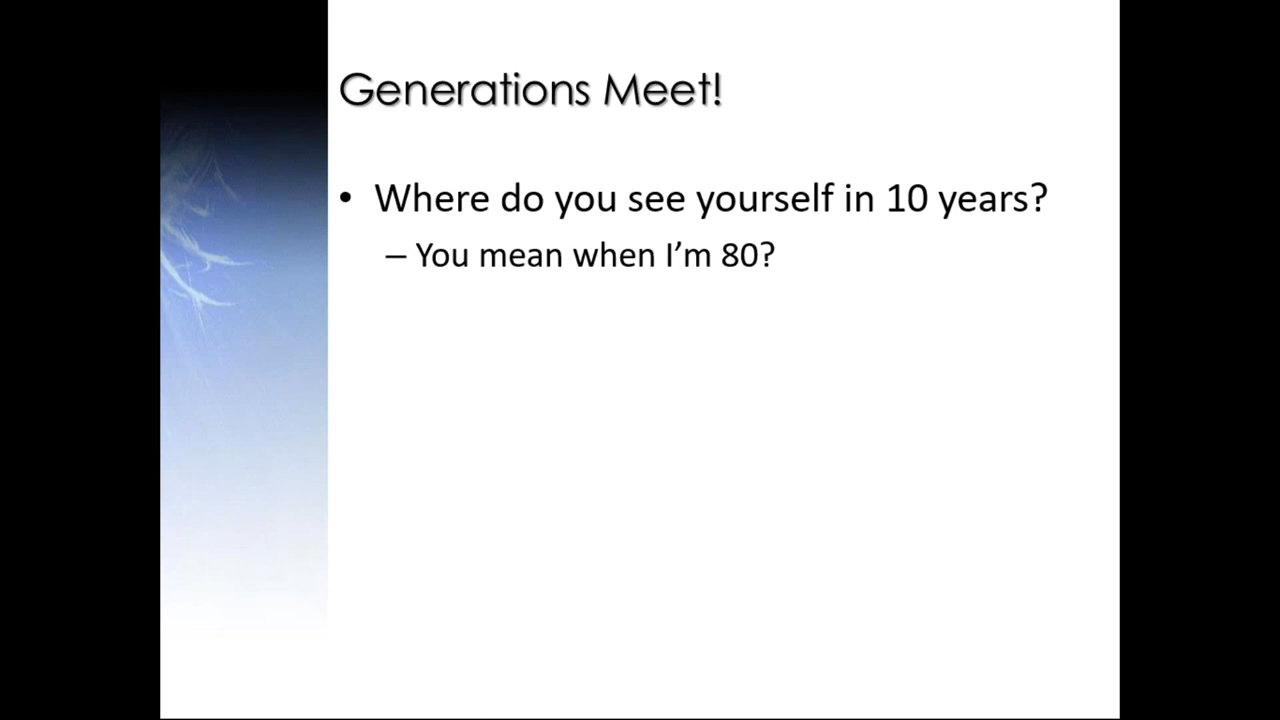 Generations Meet!
• Where do you see yourself in 10 years?
– You mean when I’m 80?